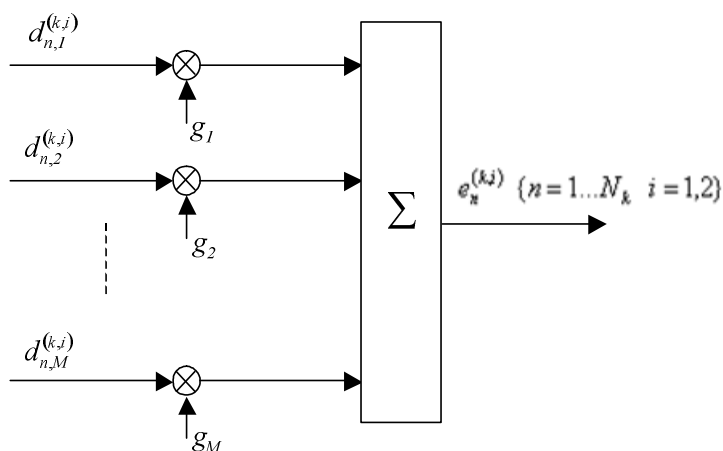 d_{n,1}^{(k,i)}
g_1
d_{n,2}^{(k,i)}
g_2
Σ
e_n^{(k,i)} {n = 1...N_k i = 1,2}
d_{n,M}^{(k,i)}
g_M